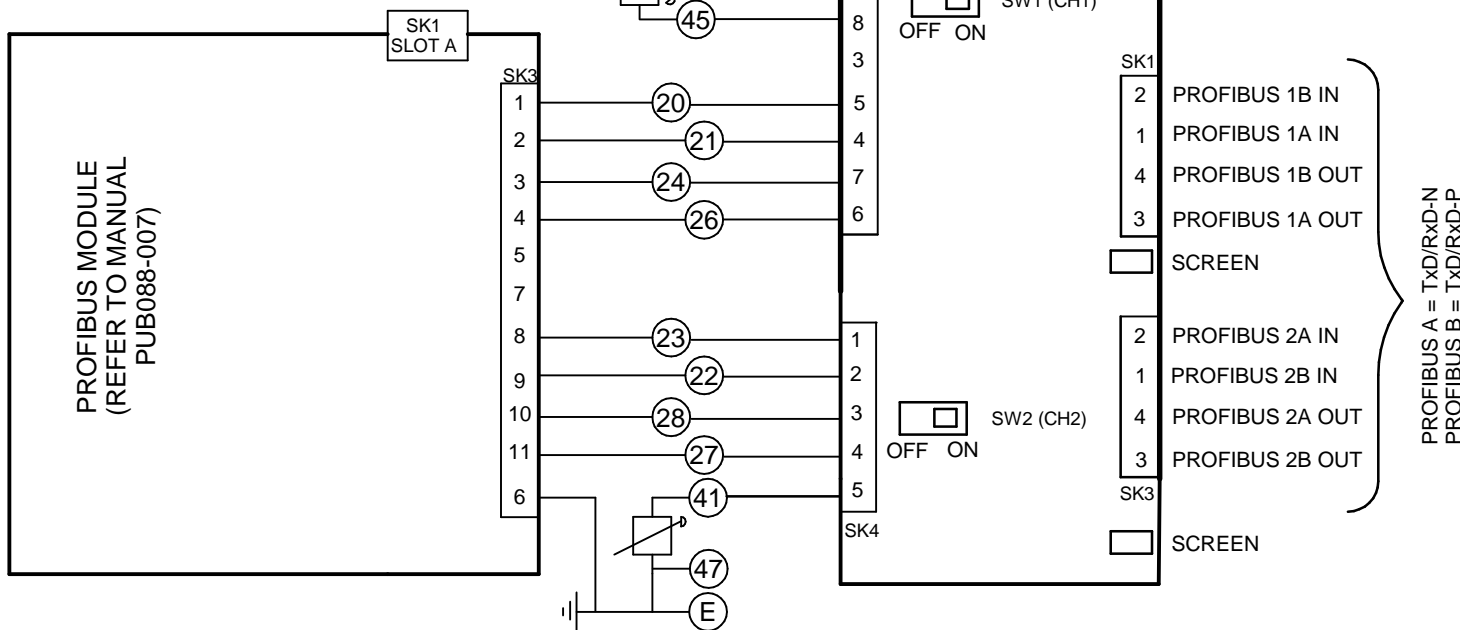 SW1 (CH1)
45
8
OFF ON
SK1
SLOT A
3
SK1
SK3
1
20
5
2
PROFIBUS 1B IN
2
21
4
1
PROFIBUS 1A IN
3
24
7
4
PROFIBUS 1B OUT
4
26
6
3
PROFIBUS 1A OUT
5
SCREEN
7
8
23
1
2
PROFIBUS 2A IN
9
22
2
1
PROFIBUS 2B IN
10
28
3
SW2 (CH2)
4
PROFIBUS 2A OUT
OFF ON
11
27
4
3
PROFIBUS 2B OUT
6
41
5
SK3
SK4
SCREEN
47
E
PROFIBUS MODULE
(REFER TO MANUAL
PUB088-007)
PROFIBUS A = TxD/RxD-N
PROFIBUS B = TxD/RxD-P